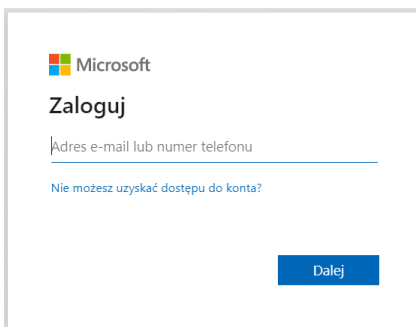 Microsoft
Zaloguj
Adres e-mail lub numer telefonu
Nie możesz uzyskać dostępu do konta?
Dalej